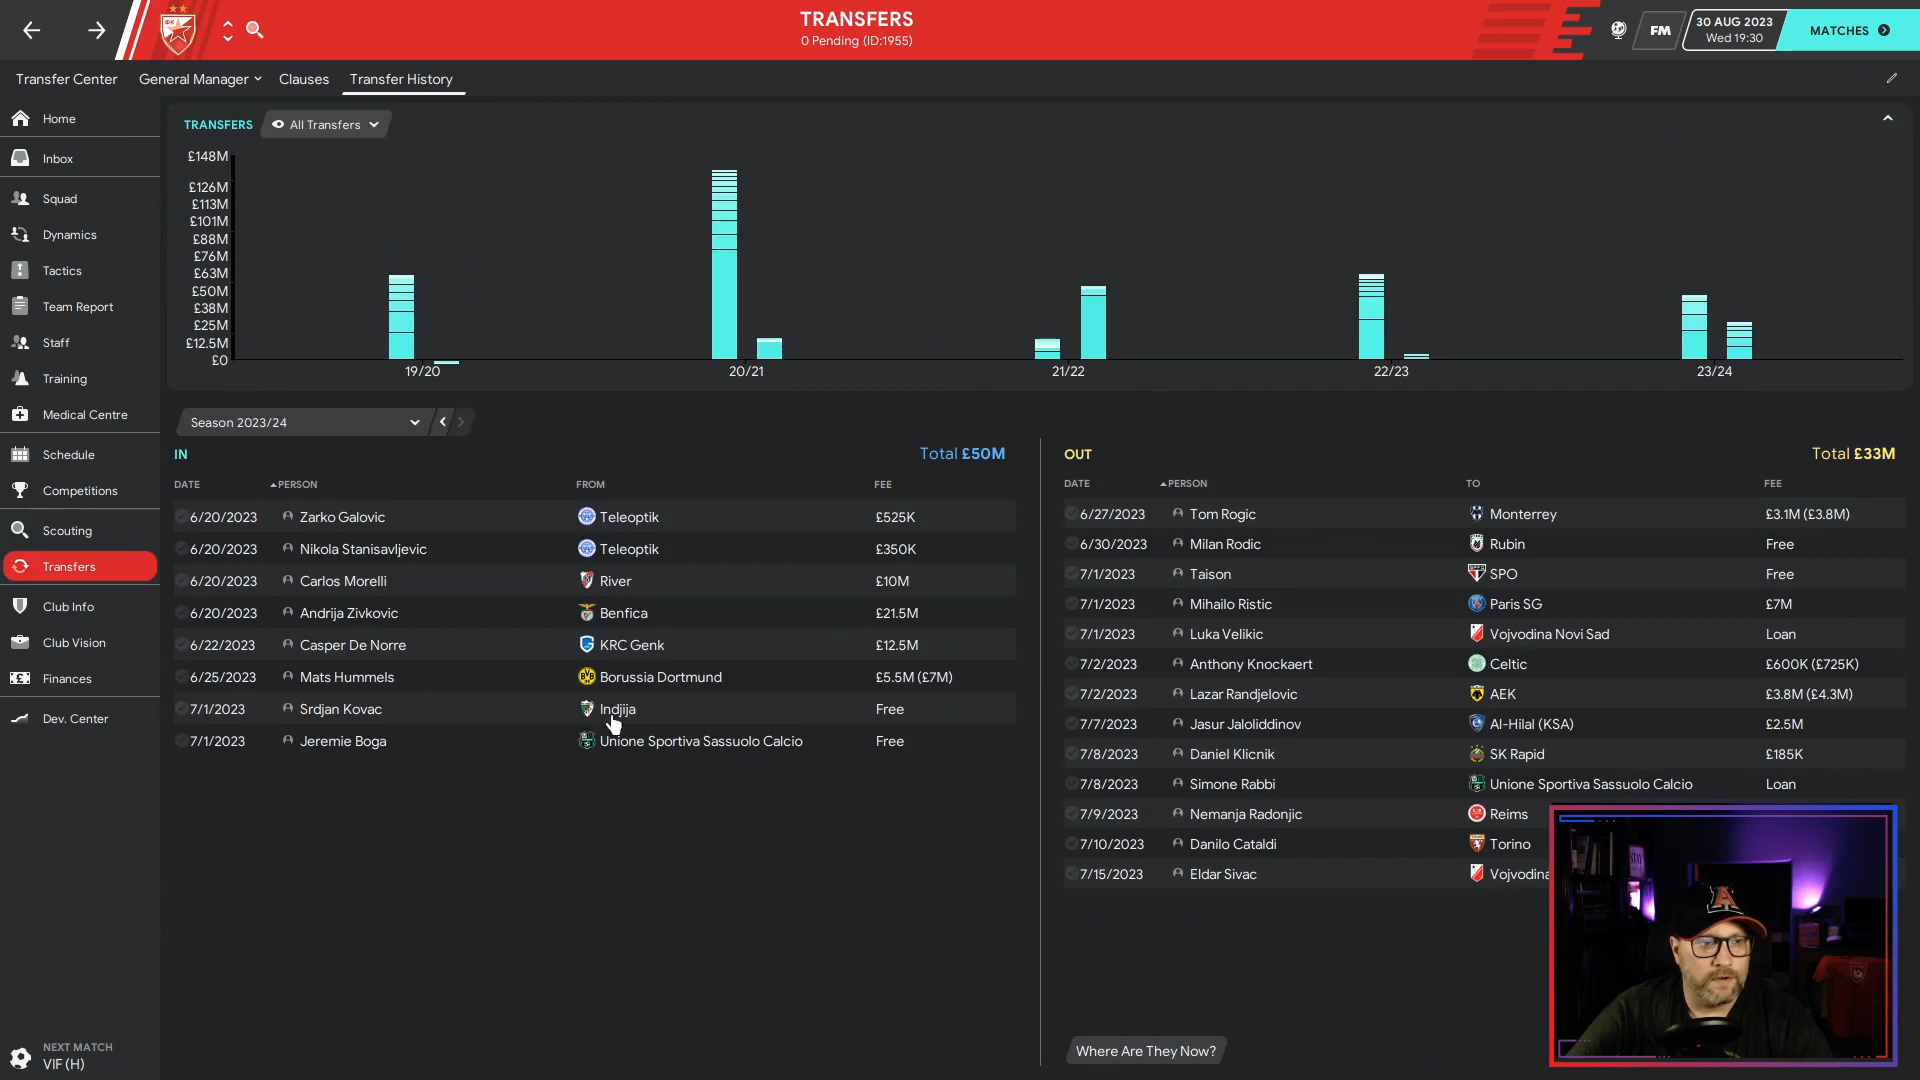 TRANSFERS
0 Pending (ID:1955)
FM
30 AUG 2023
Wed 19:30
MATCHES
Transfer Center
General Manager
Clauses
Transfer History
Home
Inbox
Squad
Dynamics
Tactics
Team Report
Staff
Training
Medical Centre
Schedule
Competitions
Scouting
Transfers
Club Info
Club Vision
Finances
Dev. Center
NEXT MATCH
VIF (H)
TRANSFERS
All Transfers
£148M
£126M
£113M
£101M
£88M
£76M
£63M
£50M
£38M
£25M
£12.5M
£0
19/20 20/21 21/22 22/23 23/24
Season 2023/24
IN Total £50M
DATE PERSON FROM FEE
6/20/2023 Zarko Galovic Teleoptik £525K
6/20/2023 Nikola Stanisavljevic Teleoptik £350K
6/20/2023 Carlos Morelli River £10M
6/20/2023 Andrija Zivkovic Benfica £21.5M
6/22/2023 Casper De Norre KRC Genk £12.5M
6/25/2023 Mats Hummels Borussia Dortmund £5.5M (£7M)
7/1/2023 Srdjan Kovac Indjija Free
7/1/2023 Jeremie Boga Unione Sportiva Sassuolo Calcio Free
OUT Total £33M
DATE PERSON TO FEE
6/27/2023 Tom Rogic Monterrey £3.1M (£3.8M)
6/30/2023 Milan Rodic Rubin Free
7/1/2023 Taison SPO Free
7/1/2023 Mihailo Ristic Paris SG £7M
7/1/2023 Luka Velikic Vojvodina Novi Sad Loan
7/2/2023 Anthony Knockaert Celtic £600K (£725K)
7/2/2023 Lazar Randjelovic AEK £3.8M (£4.3M)
7/7/2023 Jasur Jaloliddinov Al-Hilal (KSA) £2.5M
7/8/2023 Daniel Klicnik SK Rapid £185K
7/8/2023 Simone Rabbi Unione Sportiva Sassuolo Calcio Loan
7/9/2023 Nemanja Radonjic Reims
7/10/2023 Danilo Cataldi Torino
7/15/2023 Eldar Sivac Vojvodina
Where Are They Now?
A